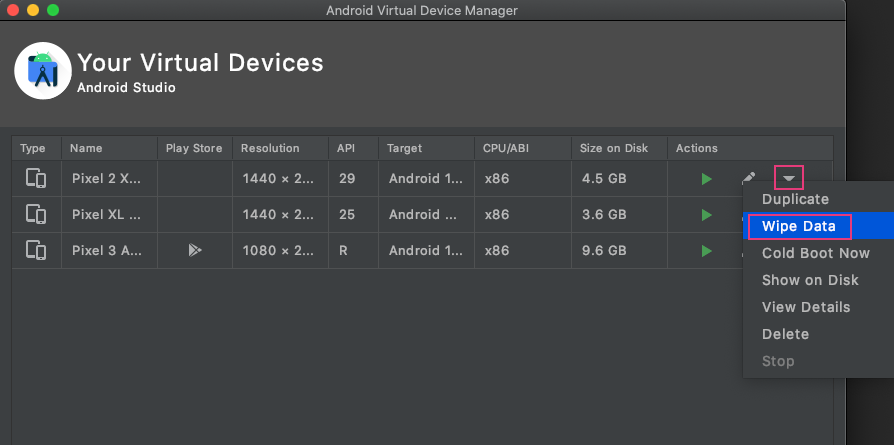 Android Virtual Device Manager
Your Virtual Devices
Android Studio
Type Name Play Store Resolution API Target CPU/ABI Size on Disk Actions
Pixel 2 X... 1440 × 2... 29 Android 1... x86 4.5 GB
Pixel XL ... 1440 × 2... 25 Android ... x86 3.6 GB
Pixel 3 A... 1080 × 2... R Android 1... x86 9.6 GB
Duplicate
Wipe Data
Cold Boot Now
Show on Disk
View Details
Delete
Stop